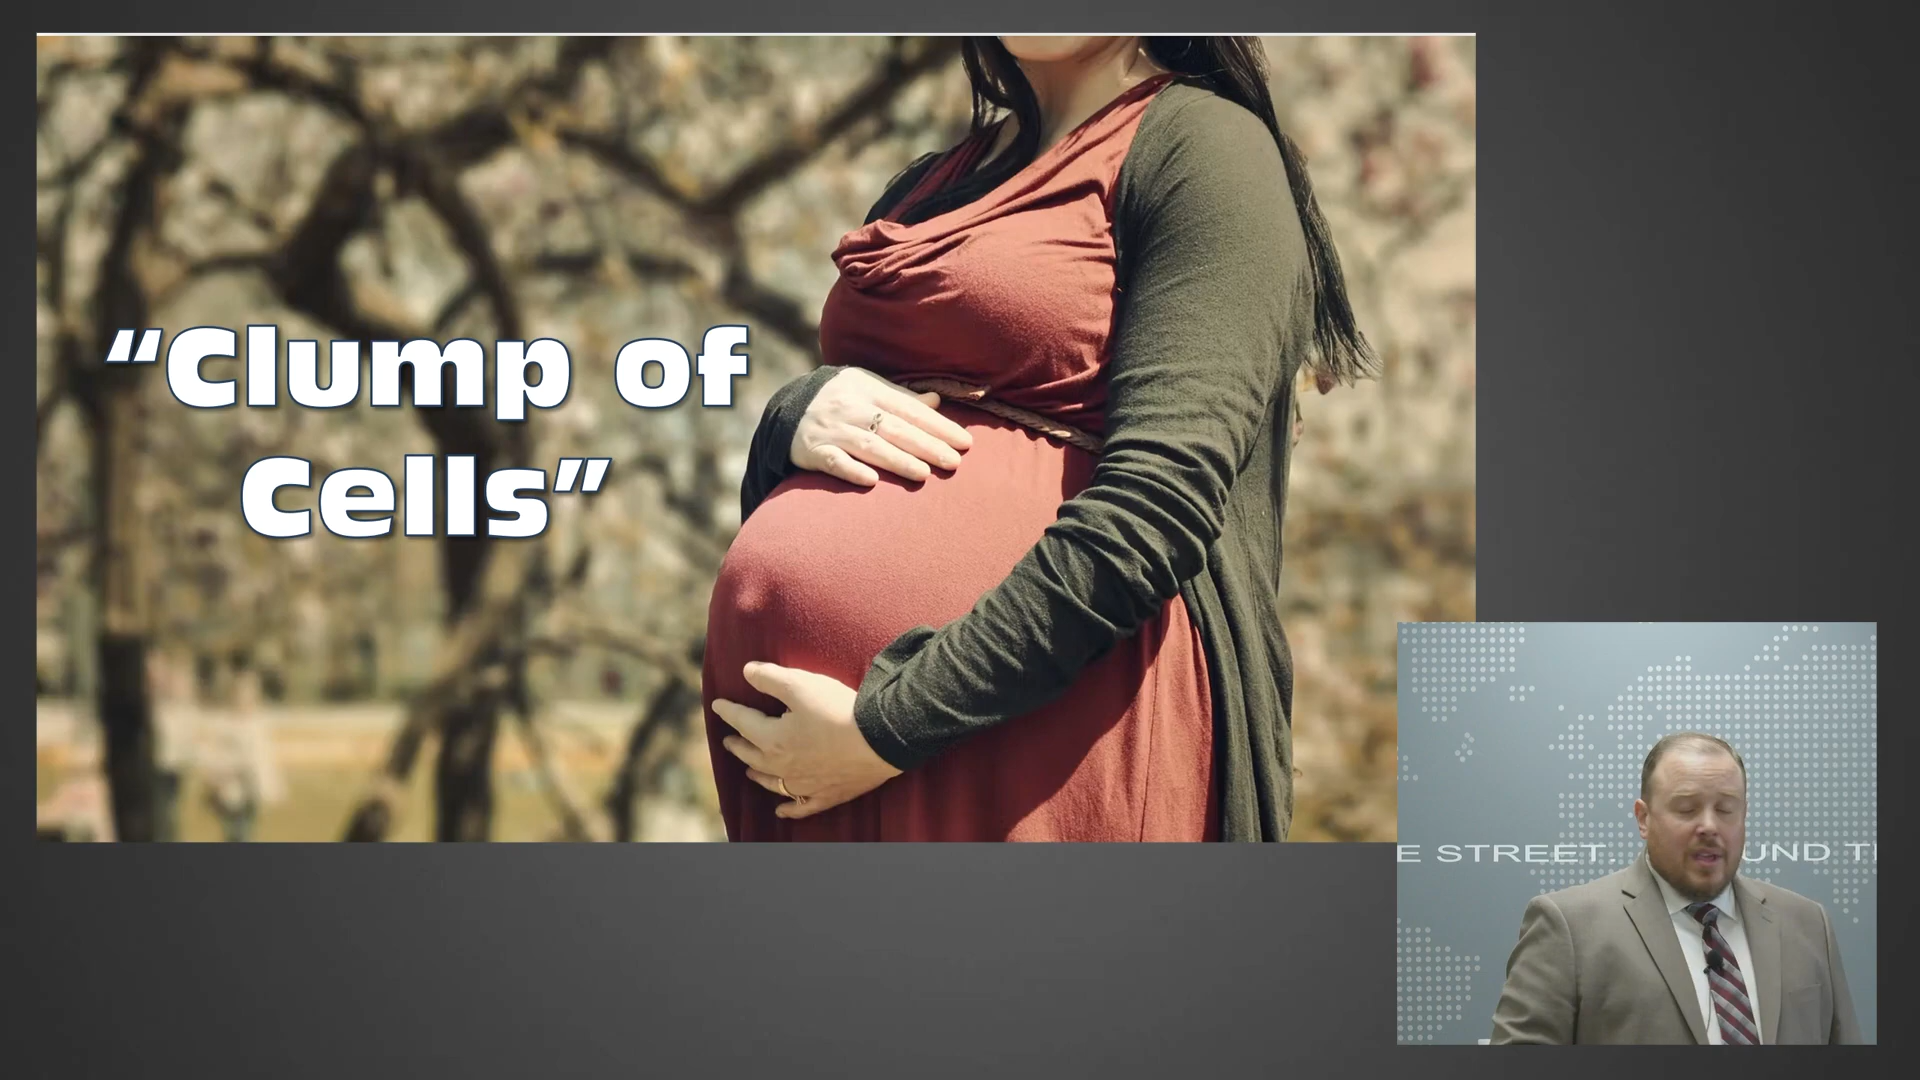 “Clump of
Cells”
E STREET. UND T